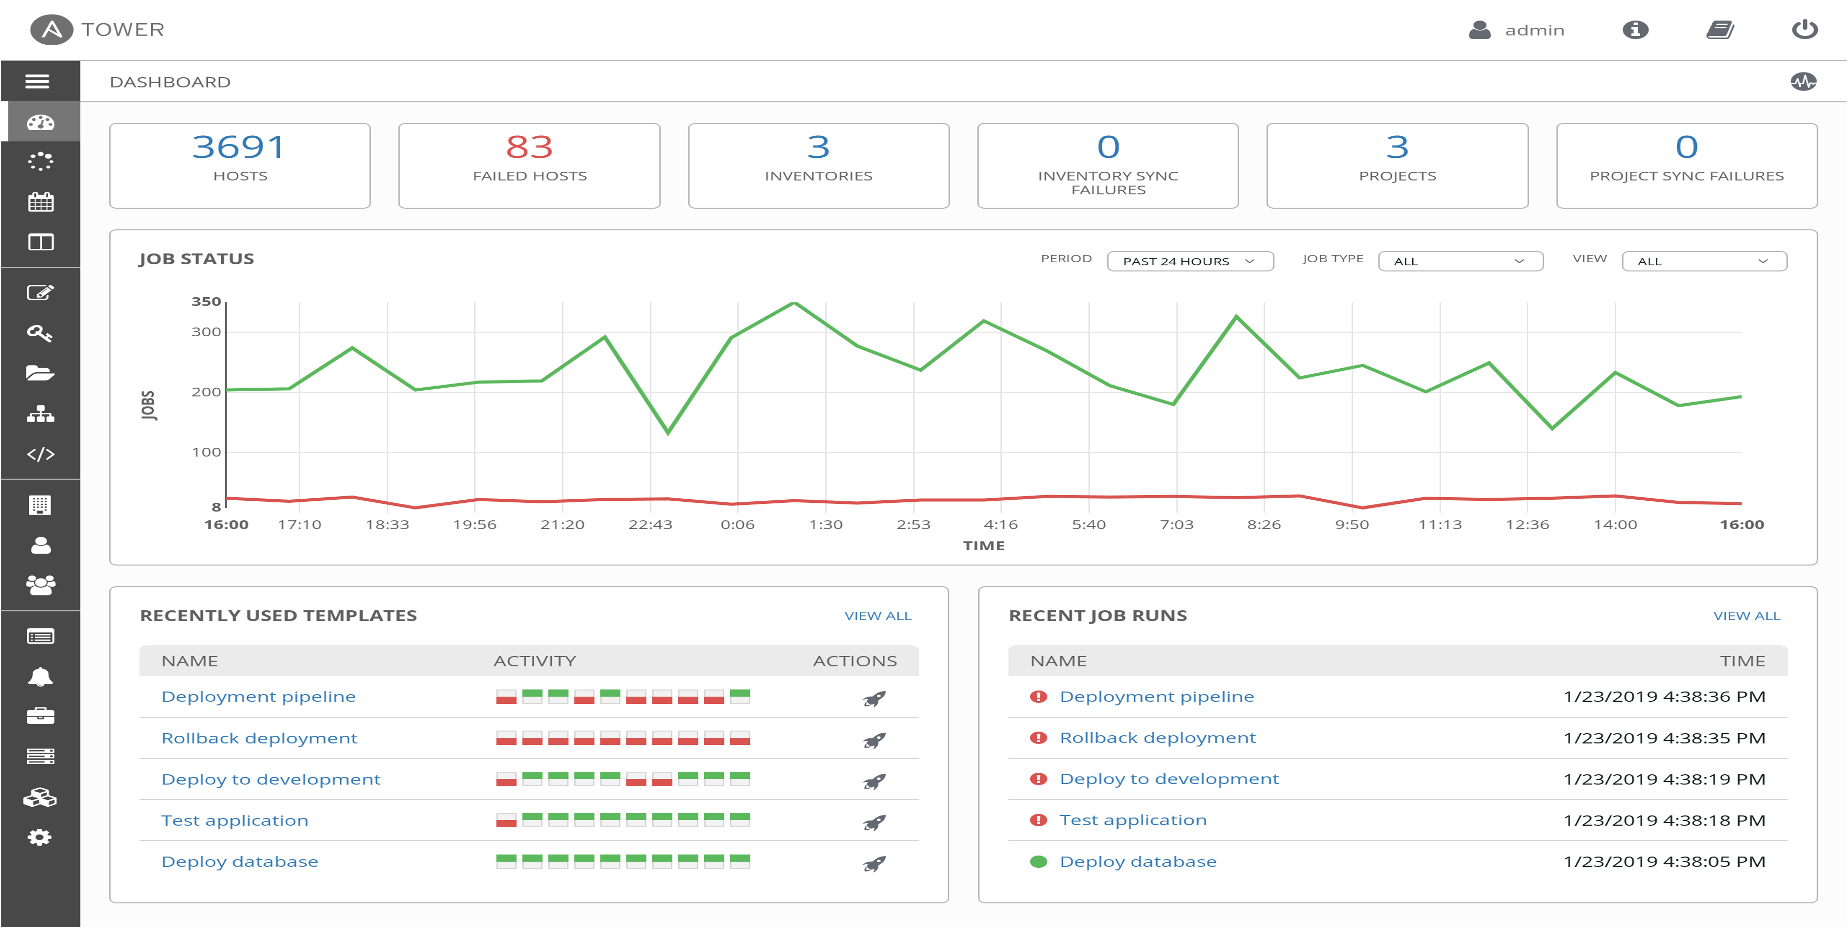 TOWER
admin
DASHBOARD
3691
HOSTS
83
FAILED HOSTS
3
INVENTORIES
0
INVENTORY SYNC
FAILURES
3
PROJECTS
0
PROJECT SYNC FAILURES
JOB STATUS
PERIOD PAST 24 HOURS JOB TYPE ALL VIEW ALL
350
300
200
100
8
JOBS
16:00 17:10 18:33 19:56 21:20 22:43 0:06 1:30 2:53 4:16 5:40 7:03 8:26 9:50 11:13 12:36 14:00 16:00
TIME
RECENTLY USED TEMPLATES VIEW ALL
NAME ACTIVITY ACTIONS
Deployment pipeline
Rollback deployment
Deploy to development
Test application
Deploy database
RECENT JOB RUNS VIEW ALL
NAME TIME
Deployment pipeline 1/23/2019 4:38:36 PM
Rollback deployment 1/23/2019 4:38:35 PM
Deploy to development 1/23/2019 4:38:19 PM
Test application 1/23/2019 4:38:18 PM
Deploy database 1/23/2019 4:38:05 PM